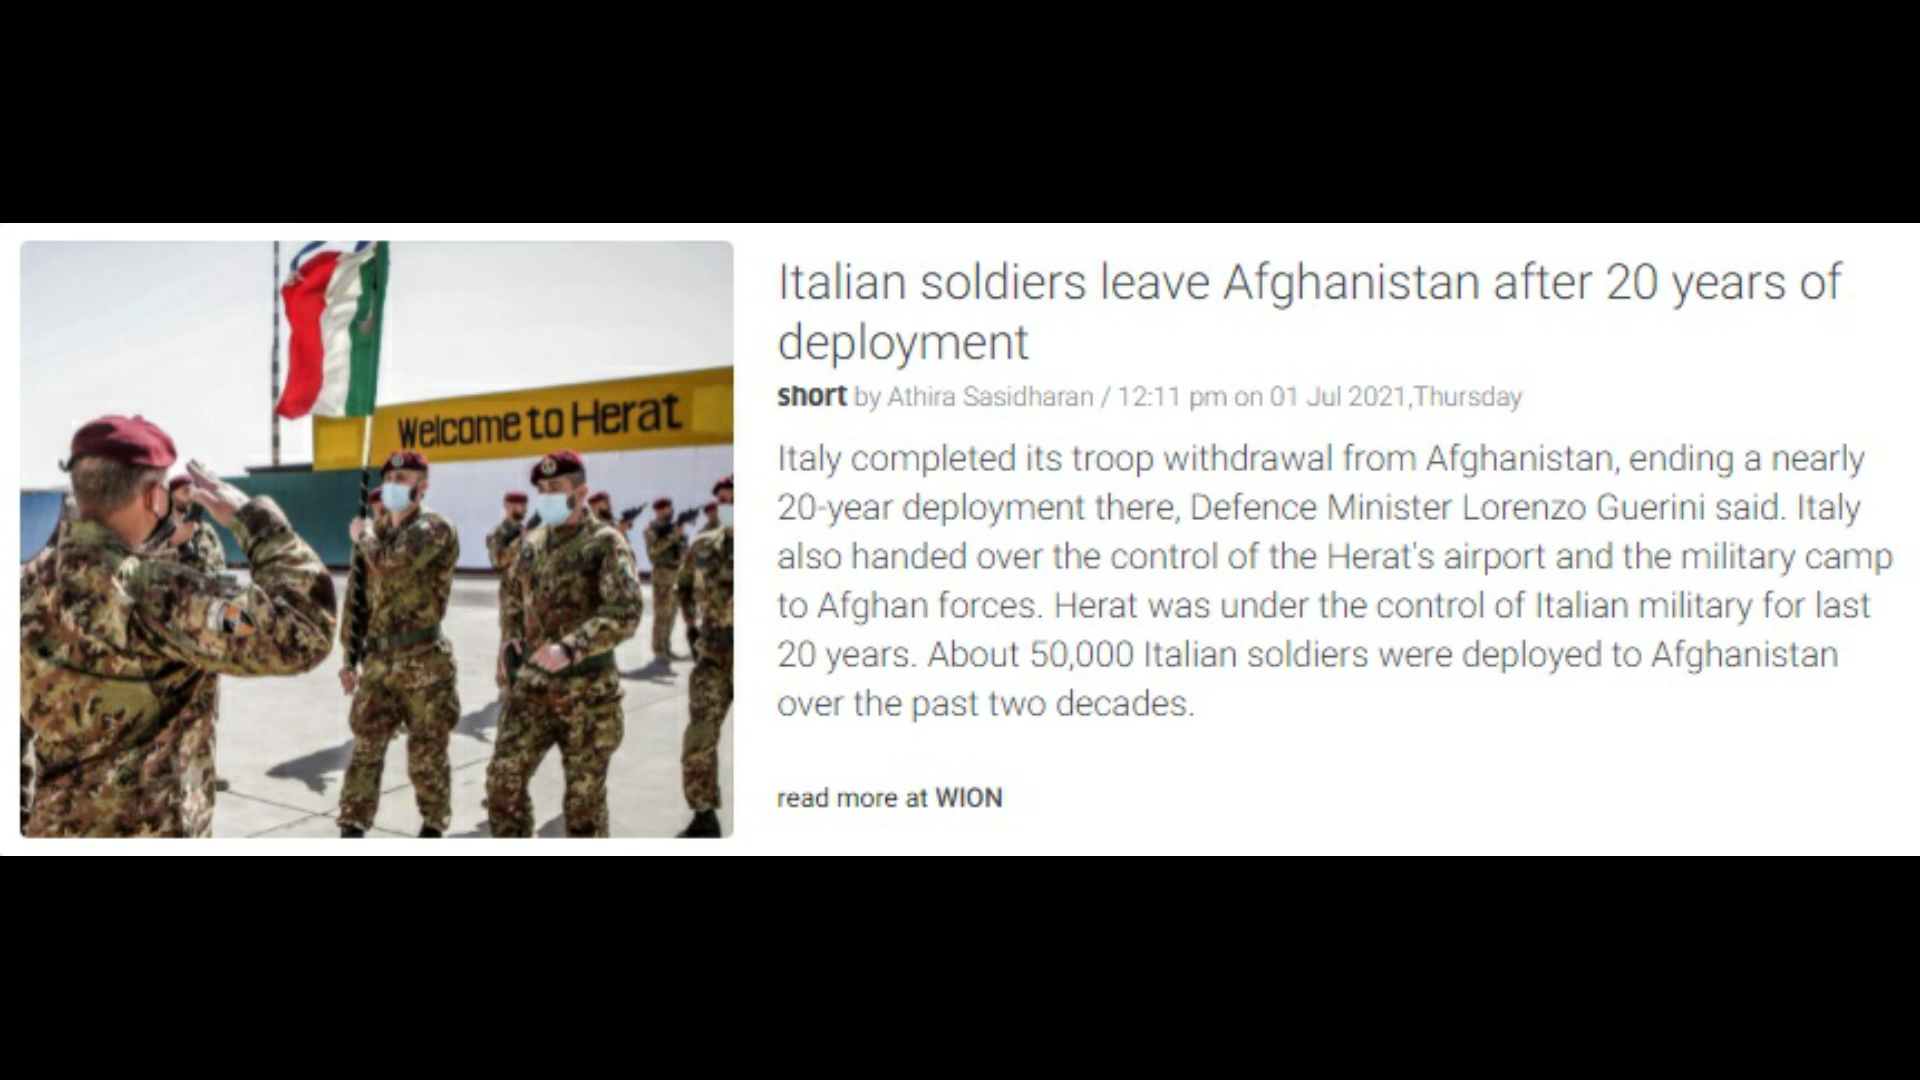 Welcome to Herat
Italian soldiers leave Afghanistan after 20 years of
deployment
short by Athira Sasidharan / 12:11 pm on 01 Jul 2021,Thursday
Italy completed its troop withdrawal from Afghanistan, ending a nearly
20-year deployment there, Defence Minister Lorenzo Guerini said. Italy
also handed over the control of the Herat's airport and the military camp
to Afghan forces. Herat was under the control of Italian military for last
20 years. About 50,000 Italian soldiers were deployed to Afghanistan
over the past two decades.
read more at WION